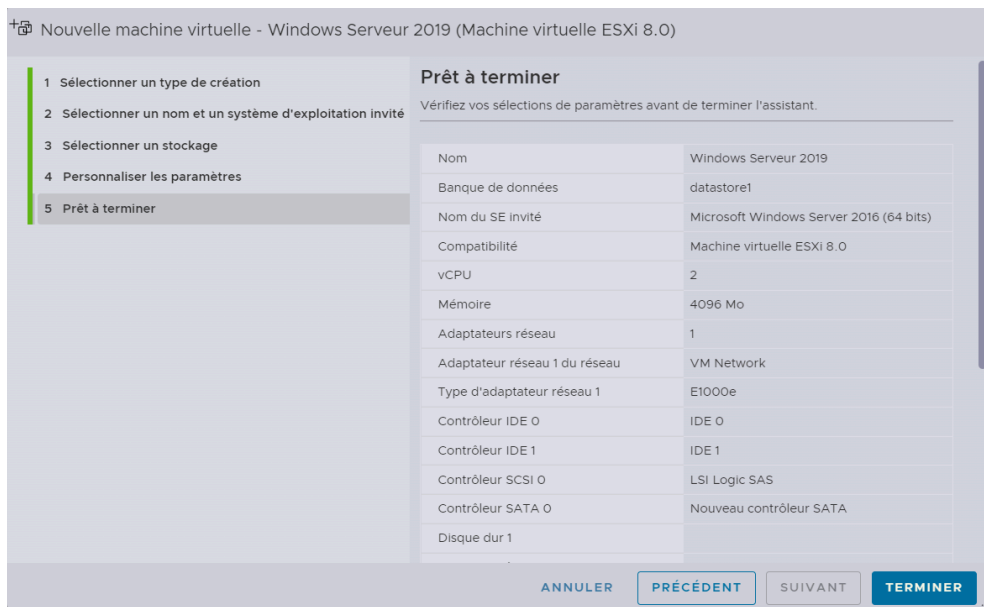 Nouvelle machine virtuelle - Windows Serveur 2019 (Machine virtuelle ESXi 8.0)
1 Sélectionner un type de création
2 Sélectionner un nom et un système d'exploitation invité
3 Sélectionner un stockage
4 Personnaliser les paramètres
5 Prêt à terminer
Prêt à terminer
Vérifiez vos sélections de paramètres avant de terminer l'assistant.
Nom Windows Serveur 2019
Banque de données datastore1
Nom du SE invité Microsoft Windows Server 2016 (64 bits)
Compatibilité Machine virtuelle ESXi 8.0
vCPU 2
Mémoire 4096 Mo
Adaptateurs réseau 1
Adaptateur réseau 1 du réseau VM Network
Type d'adaptateur réseau 1 E1000e
Contrôleur IDE 0 IDE 0
Contrôleur IDE 1 IDE 1
Contrôleur SCSI 0 LSI Logic SAS
Contrôleur SATA 0 Nouveau contrôleur SATA
Disque dur 1
ANNULER PRÉCÉDENT SUIVANT TERMINER